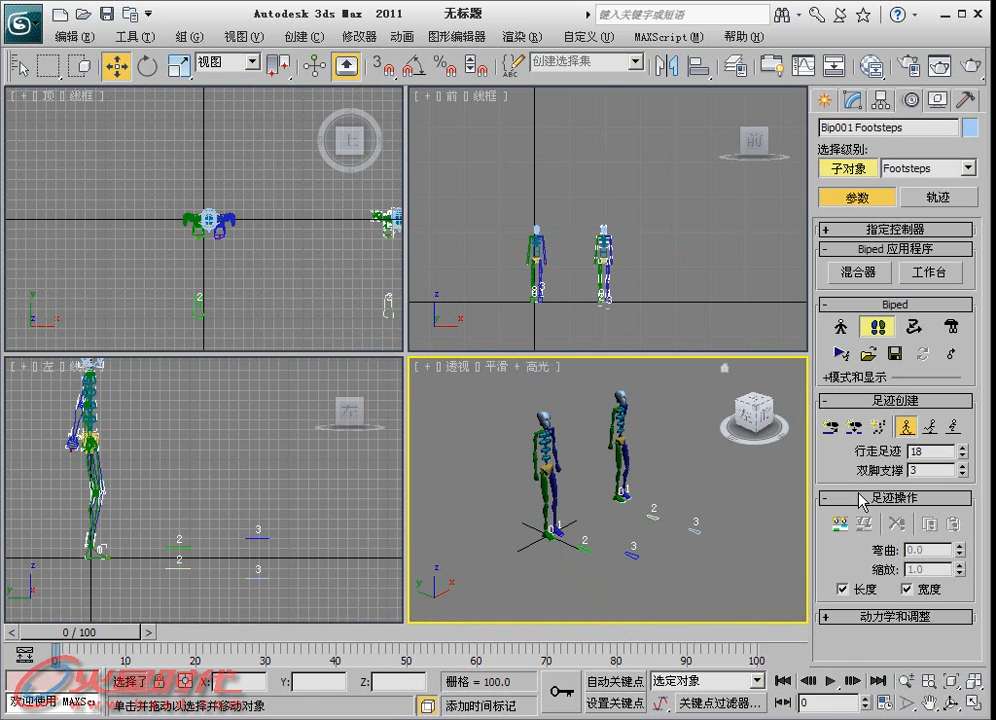 Autodesk 3ds Max 2011 无标题
键入关键字或短语
编辑(E) 工具(T) 组(G) 视图(V) 创建(C) 修改器 动画 图形编辑器 渲染(R) 自定义(U) MAXScript(M) 帮助(H)
视图
3
ABC
创建选择集
[ + [] 顶 [] 线框 ]
上
[ + [] 前 [] 线框 ]
前
Bip001 Footsteps
选择级别:
子对象 Footsteps
参数 轨迹
+ 指定控制器
- Biped 应用程序
混合器 工作台
- Biped
+模式和显示
- 足迹创建
行走足迹 18
双脚支撑 3
- 足迹操作
弯曲: 0.0
缩放: 1.0
长度 宽度
+ 动力学和调整
[ + [] 左 [] 线框 ]
左
[ + [] 透视 [] 平滑 + 高光 ]
0 / 100
0 10 20 30 40 50 60 70 80 90 100
选择了 X: Y: Z: 栅格 = 100.0 自动关键点 选定对象
欢迎使用 MAXSc 单击并拖动以选择并移动对象 添加时间标记 设置关键点 关键点过滤器... 0
火星时代